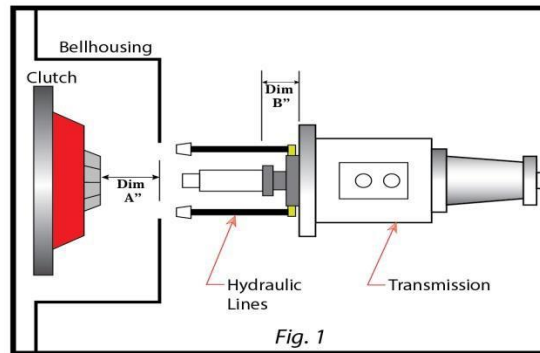 Bellhousing
Clutch
Dim
B”
Dim
A”
Hydraulic
Lines
Transmission
Fig. 1